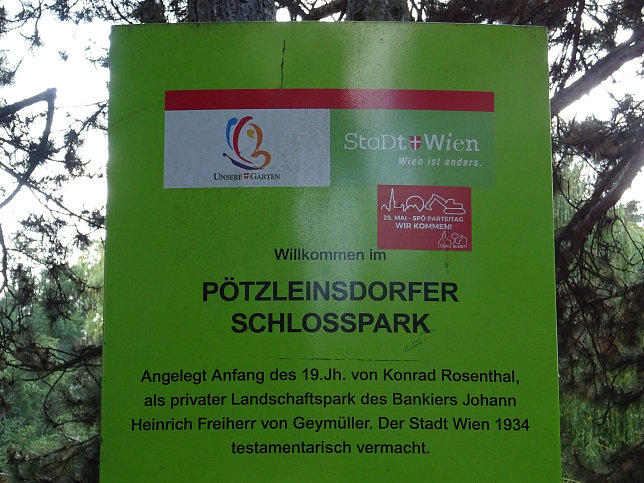 UNSERE GÄRTEN
StaDt Wien
Wien ist anders.
28. MAI - SPÖ PARTEITAG
WIR KOMMEN!
LOBAU BLEIBT!
Willkommen im
PÖTZLEINSDORFER
SCHLOSSPARK
Angelegt Anfang des 19.Jh. von Konrad Rosenthal,
als privater Landschaftspark des Bankiers Johann
Heinrich Freiherr von Geymüller. Der Stadt Wien 1934
testamentarisch vermacht.